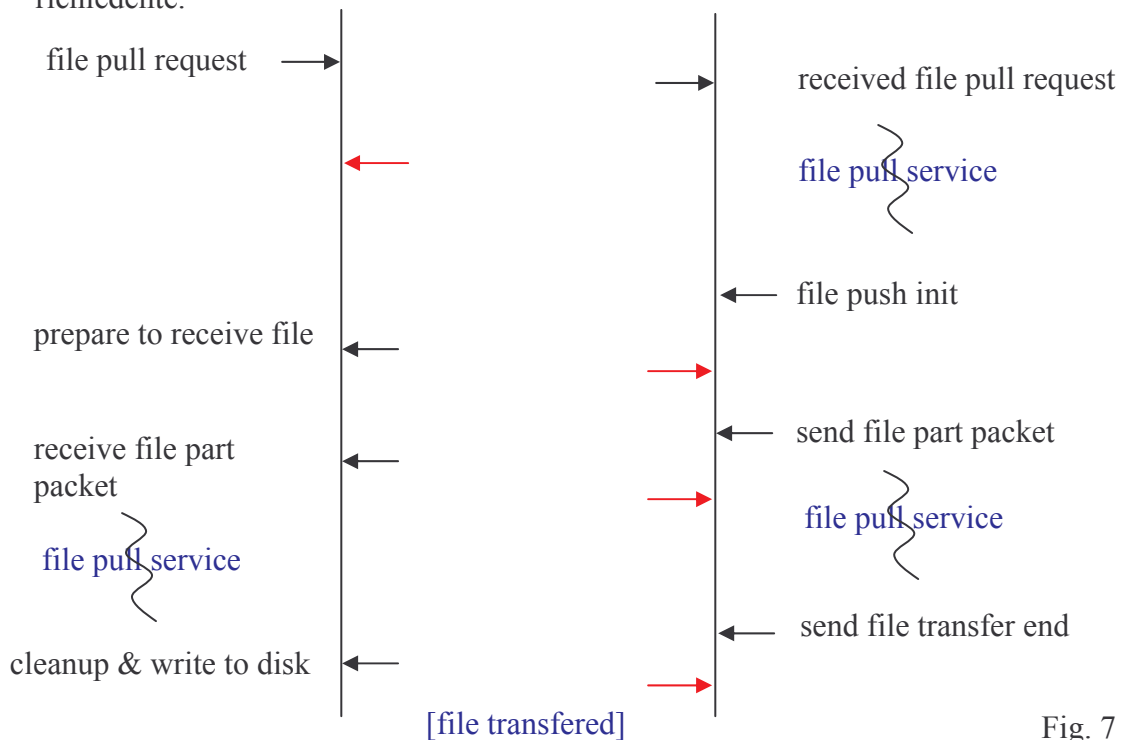 richiedente.
file pull request
received file pull request
file pull service
file push init
prepare to receive file
send file part packet
receive file part
packet
file pull service
file pull service
send file transfer end
cleanup & write to disk
[file transfered]
Fig. 7